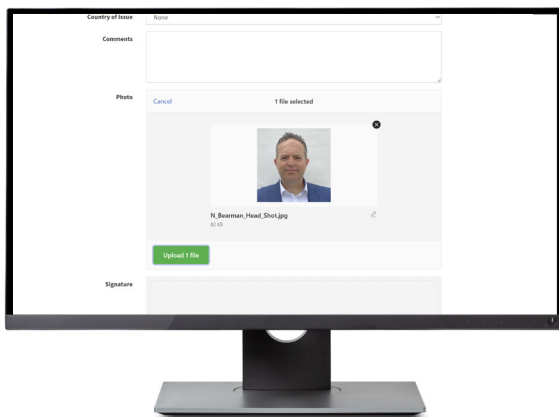 Country of Issue
None
Comments
Photo
Cancel
1 file selected
N_Bearman_Head_Shot.jpg
82 KB
Upload 1 file
Signature